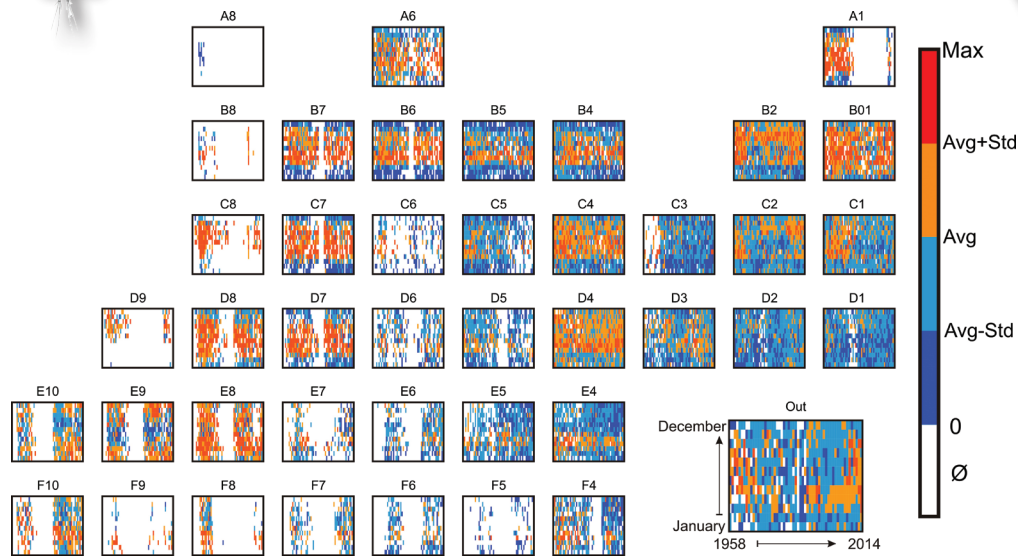 A8 A6 A1
Max
B8 B7 B6 B5 B4 B2 B01
Avg+Std
C8 C7 C6 C5 C4 C3 C2 C1
Avg
D9 D8 D7 D6 D5 D4 D3 D2 D1
Avg-Std
E10 E9 E8 E7 E6 E5 E4
Out
December
0
Ø
F10 F9 F8 F7 F6 F5 F4
January
1958 2014